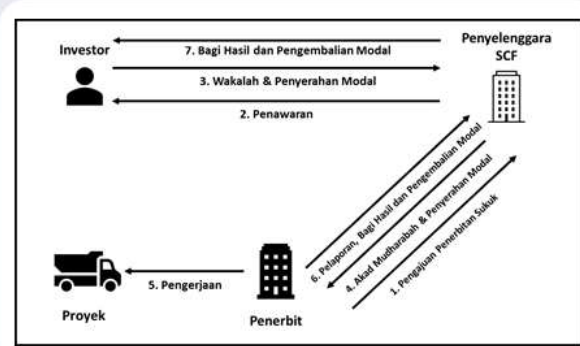 Investor
Penyelenggara
SCF
7. Bagi Hasil dan Pengembalian Modal
3. Wakalah & Penyerahan Modal
2. Penawaran
6. Pelaporan, Bagi Hasil dan Pengembalian Modal
4. Akad Mudharabah & Penyerahan Modal
1. Pengajuan Penerbitan Sukuk
5. Pengerjaan
Proyek
Penerbit